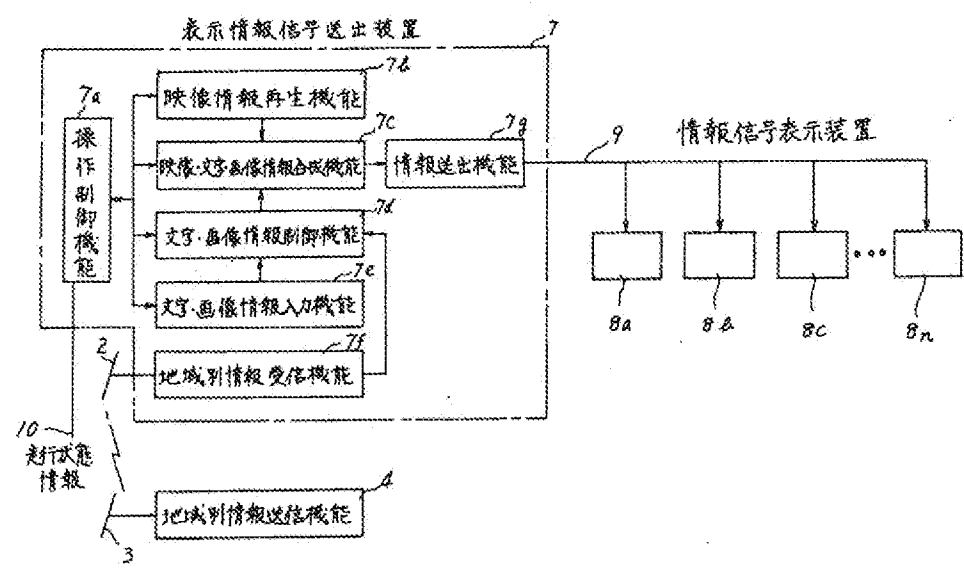 表示情報信号送出装置
7
7a
操作制御機能
7b
映像情報再生機能
7c
映像・文字画像情報合成機能
7g
情報送出機能
7d
文字・画像情報制御機能
7e
文字・画像情報入力機能
7f
地域別情報受信機能
2
10
走行状態
情報
3
4
地域別情報送信機能
9
情報信号表示装置
8a
8b
8c
8n